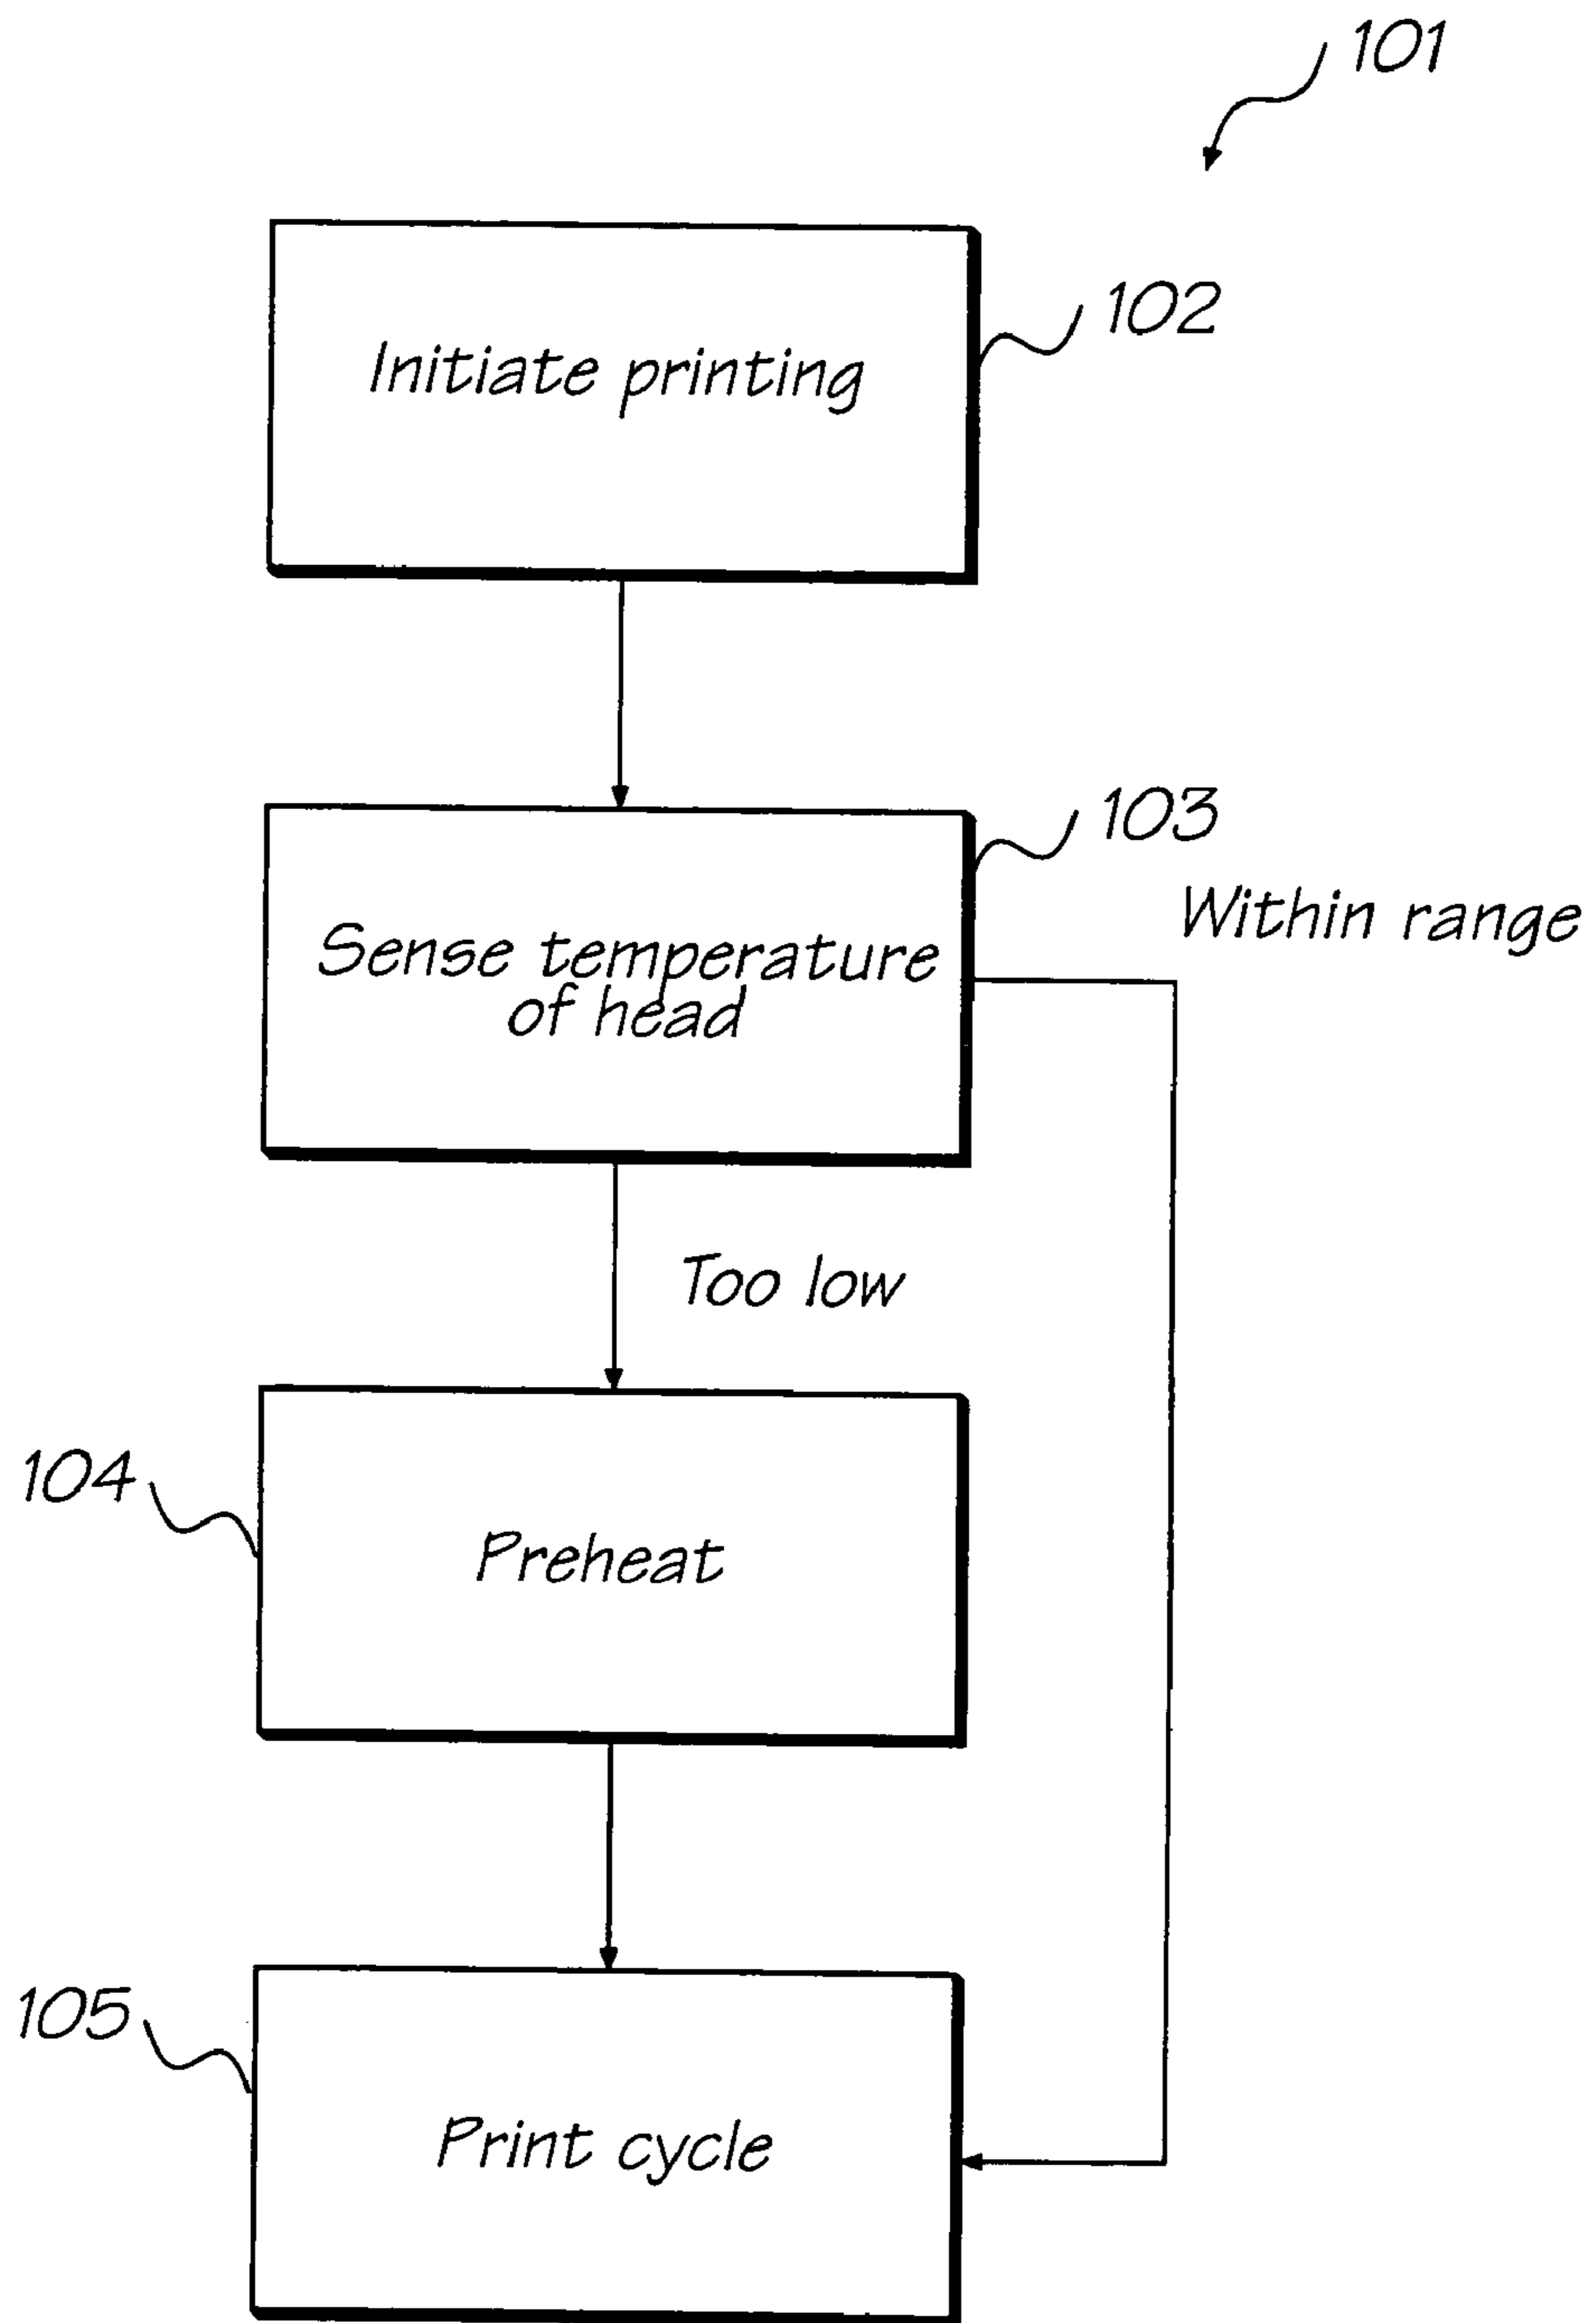 101
Initiate printing
102
103
Within range
Sense temperature
of head
Too low
104
Preheat
105
Print cycle